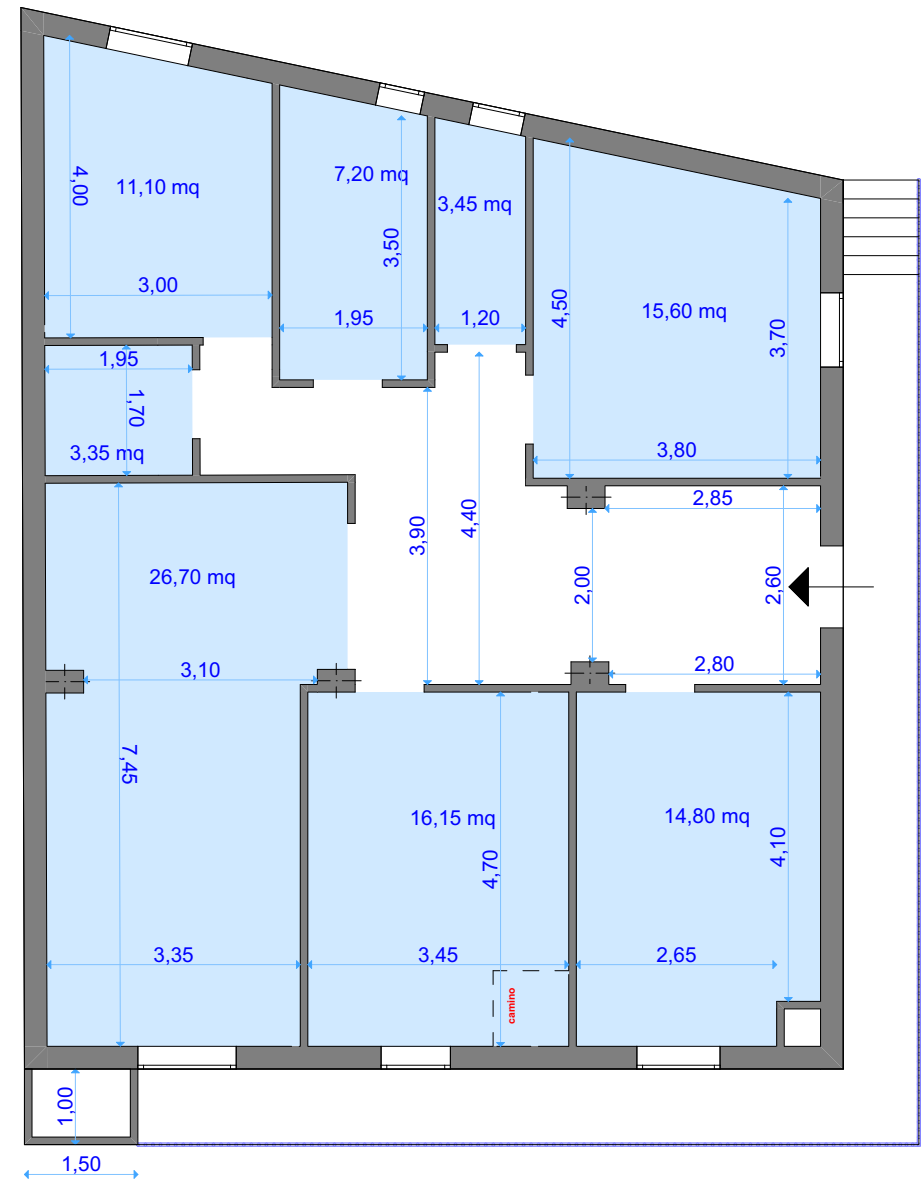 4,00
11,10 mq
3,00
7,20 mq
3,50
1,95
3,45 mq
1,20
4,50
15,60 mq
3,70
3,80
1,95
1,70
3,35 mq
2,85
3,90
4,40
2,00
2,60
2,80
26,70 mq
3,10
7,45
3,35
16,15 mq
4,70
3,45
camino
14,80 mq
4,10
2,65
1,00
1,50